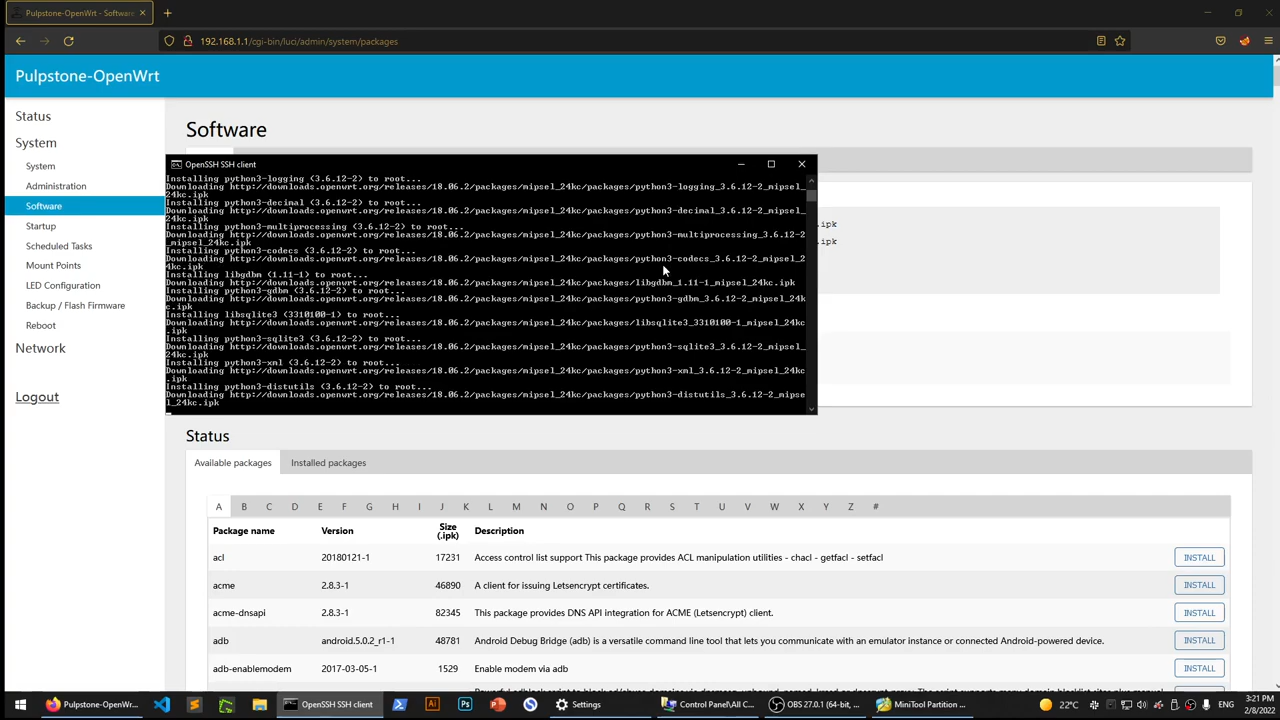 Pulpstone-OpenWrt - Software
192.168.1.1/cgi-bin/luci/admin/system/packages
Pulpstone-OpenWrt
Status
System
System
Administration
Software
Startup
Scheduled Tasks
Mount Points
LED Configuration
Backup / Flash Firmware
Reboot
Network
Logout
Software
OpenSSH SSH client
Installing python3-logging (3.6.12-2) to root...
Downloading http://downloads.openwrt.org/releases/18.06.2/packages/mipsel_24kc/packages/python3-logging_3.6.12-2_mipsel_
24kc.ipk
Installing python3-decimal (3.6.12-2) to root...
Downloading http://downloads.openwrt.org/releases/18.06.2/packages/mipsel_24kc/packages/python3-decimal_3.6.12-2_mipsel_
24kc.ipk
Installing python3-multiprocessing (3.6.12-2) to root...
Downloading http://downloads.openwrt.org/releases/18.06.2/packages/mipsel_24kc/packages/python3-multiprocessing_3.6.12-2
_mipsel_24kc.ipk
Installing python3-codecs (3.6.12-2) to root...
Downloading http://downloads.openwrt.org/releases/18.06.2/packages/mipsel_24kc/packages/python3-codecs_3.6.12-2_mipsel_2
4kc.ipk
Installing libgdbm (1.11-1) to root...
Downloading http://downloads.openwrt.org/releases/18.06.2/packages/mipsel_24kc/packages/libgdbm_1.11-1_mipsel_24kc.ipk
Installing python3-gdbm (3.6.12-2) to root...
Downloading http://downloads.openwrt.org/releases/18.06.2/packages/mipsel_24kc/packages/python3-gdbm_3.6.12-2_mipsel_24k
c.ipk
Installing libsqlite3 (3310100-1) to root...
Downloading http://downloads.openwrt.org/releases/18.06.2/packages/mipsel_24kc/packages/libsqlite3_3310100-1_mipsel_24kc
.ipk
Installing python3-sqlite3 (3.6.12-2) to root...
Downloading http://downloads.openwrt.org/releases/18.06.2/packages/mipsel_24kc/packages/python3-sqlite3_3.6.12-2_mipsel_
24kc.ipk
Installing python3-xml (3.6.12-2) to root...
Downloading http://downloads.openwrt.org/releases/18.06.2/packages/mipsel_24kc/packages/python3-xml_3.6.12-2_mipsel_24kc
.ipk
Installing python3-distutils (3.6.12-2) to root...
Downloading http://downloads.openwrt.org/releases/18.06.2/packages/mipsel_24kc/packages/python3-distutils_3.6.12-2_mipse
l_24kc.ipk
.ipk
.ipk
Status
Available packages Installed packages
A B C D E F G H I J K L M N O P Q R S T U V W X Y Z #
Package name Version Size (.ipk) Description
acl 20180121-1 17231 Access control list support This package provides ACL manipulation utilities - chacl - getfacl - setfacl INSTALL
acme 2.8.3-1 46890 A client for issuing Letsencrypt certificates. INSTALL
acme-dnsapi 2.8.3-1 82345 This package provides DNS API integration for ACME (Letsencrypt) client. INSTALL
adb android.5.0.2_r1-1 48781 Android Debug Bridge (adb) is a versatile command line tool that lets you communicate with an emulator instance or connected Android-powered device. INSTALL
adb-enablemodem 2017-03-05-1 1529 Enable modem via adb INSTALL
Pulpstone-OpenWr... OpenSSH SSH client Settings Control Panel\All C... OBS 27.0.1 (64-bit, ... MiniTool Partition ... 22°C ENG
3:21 PM
2/8/2022